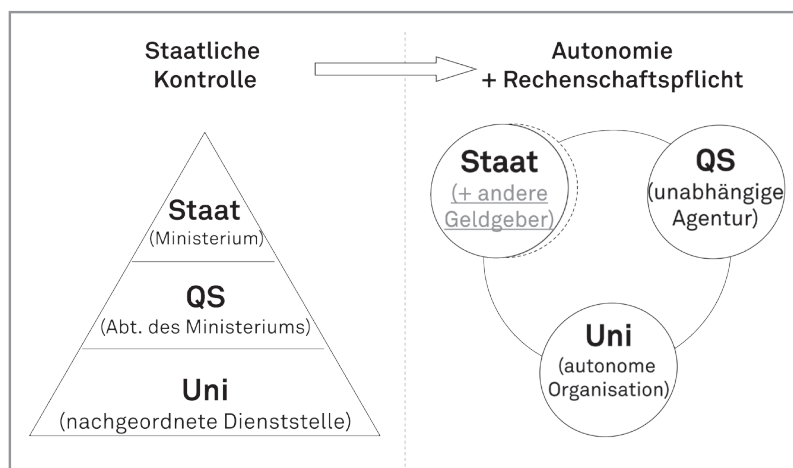 Staatliche
Kontrolle
Staat
(Ministerium)
QS
(Abt. des Ministeriums)
Uni
(nachgeordnete Dienststelle)
Autonomie
+ Rechenschaftspflicht
Staat
(+ andere
Geldgeber)
QS
(unabhängige
Agentur)
Uni
(autonome
Organisation)